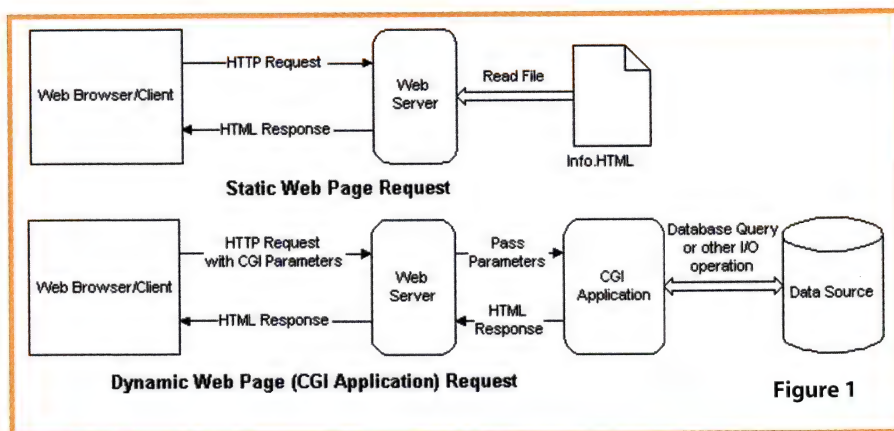 HTTP Request
Web Browser/Client
Web
Server
Read File
HTML Response
Info.HTML
Static Web Page Request
HTTP Request
with CGI Parameters
Web Browser/Client
HTML Response
Web
Server
Pass
Parameters
HTML
Response
CGI
Application
Database Query
or other I/O
operation
Data Source
Dynamic Web Page (CGI Application) Request
Figure 1